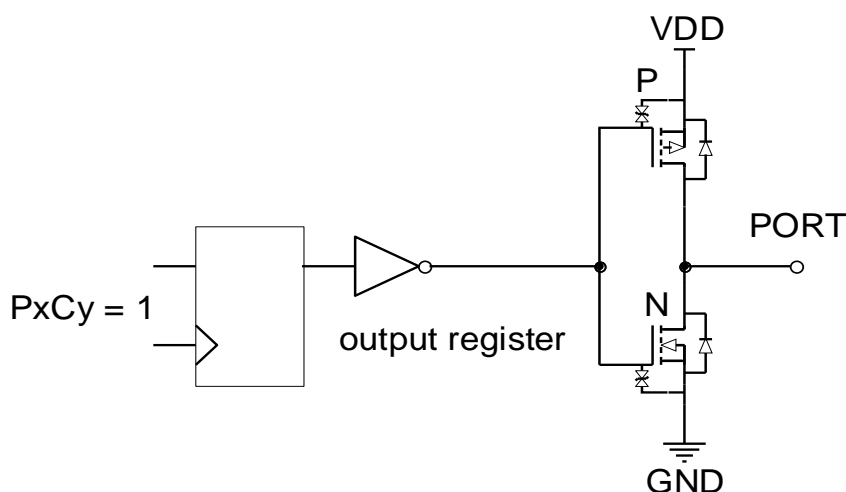 VDD
P
PORT
PxCy = 1
N
output register
GND